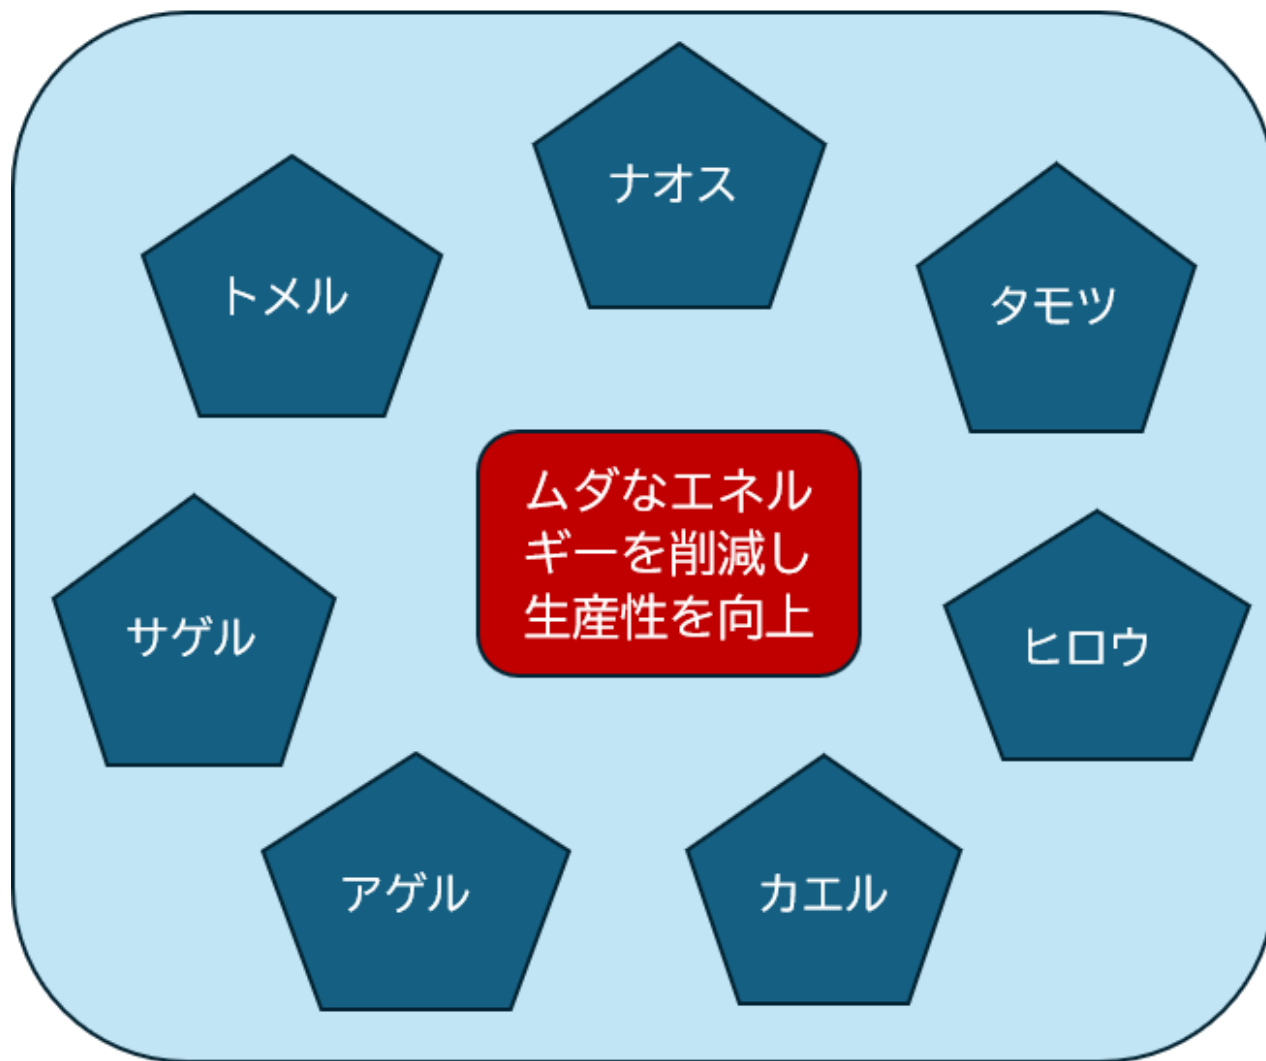 ナオス
トメル
タモツ
ムダなエネル
ギーを削減し
生産性を向上
サゲル
ヒロウ
アゲル
カエル